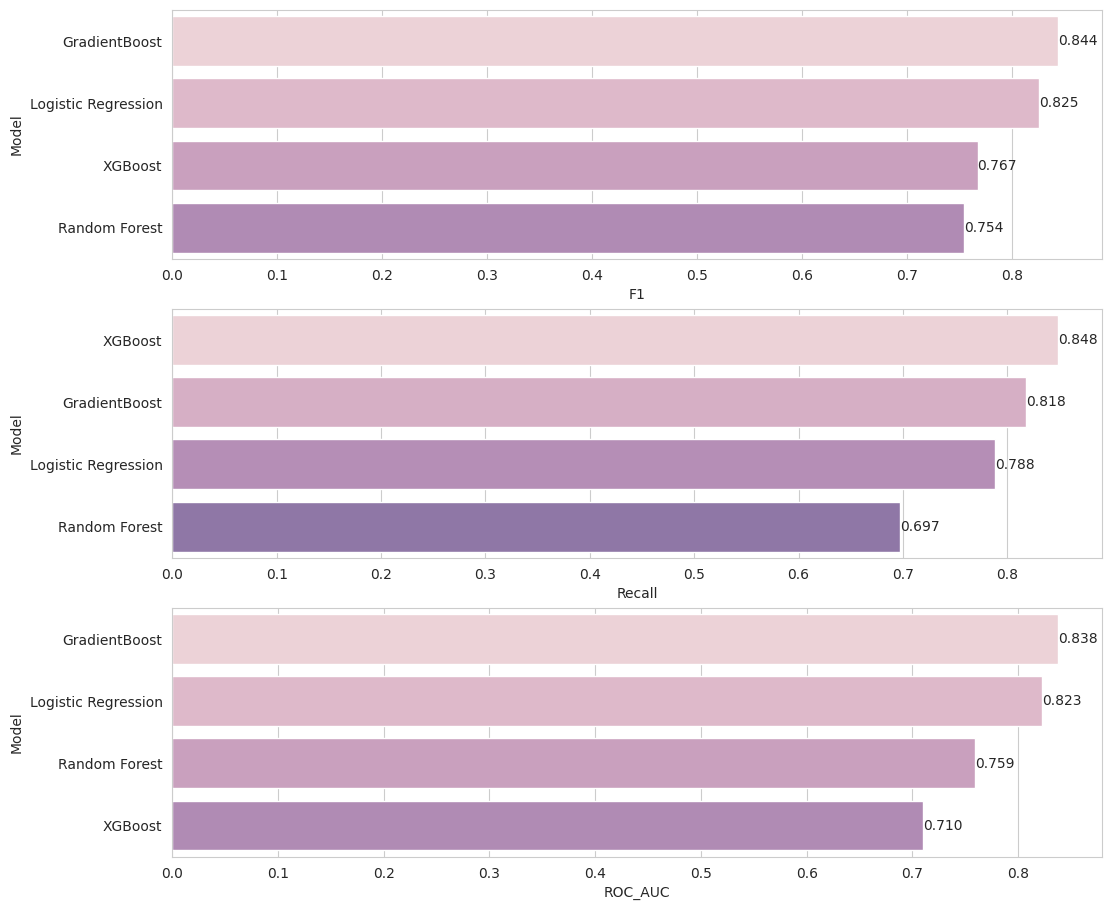 Model
GradientBoost 0.844
Logistic Regression 0.825
XGBoost 0.767
Random Forest 0.754
0.0 0.1 0.2 0.3 0.4 0.5 0.6 0.7 0.8
F1
Model
XGBoost 0.848
GradientBoost 0.818
Logistic Regression 0.788
Random Forest 0.697
0.0 0.1 0.2 0.3 0.4 0.5 0.6 0.7 0.8
Recall
Model
GradientBoost 0.838
Logistic Regression 0.823
Random Forest 0.759
XGBoost 0.710
0.0 0.1 0.2 0.3 0.4 0.5 0.6 0.7 0.8
ROC_AUC